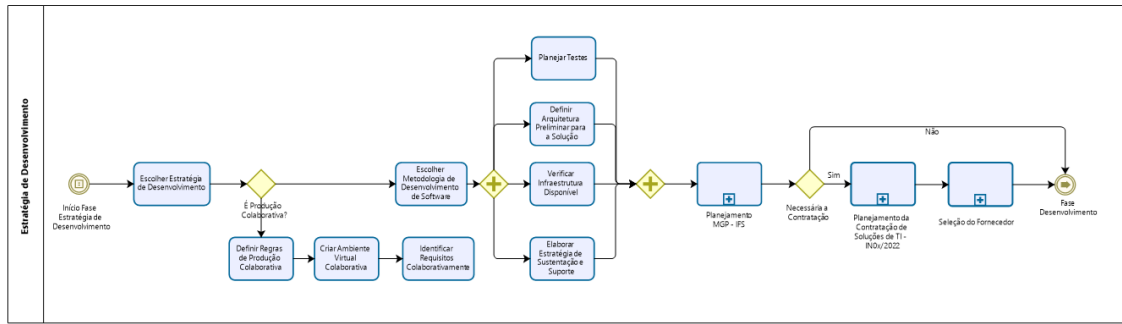 Estratégia de Desenvolvimento
Início Fase
Estratégia de
Desenvolvimento
Escolher Estratégia
de Desenvolvimento
É Produção
Colaborativa?
Definir Regras
de Produção
Colaborativa
Criar Ambiente
Virtual
Colaborativa
Identificar
Requisitos
Colaborativamente
Escolher
Metodologia de
Desenvolvimento
de Software
Planejar Testes
Definir
Arquitetura
Preliminar para
a Solução
Verificar
Infraestrutura
Disponível
Elaborar
Estratégia de
Sustentação e
Suporte
Planejamento
MGP - IFS
Necessária a
Contratação
Não
Sim
Planejamento da
Contratação de
Soluções de TI -
INDx/2022
Seleção do Fornecedor
Fase
Desenvolvimento